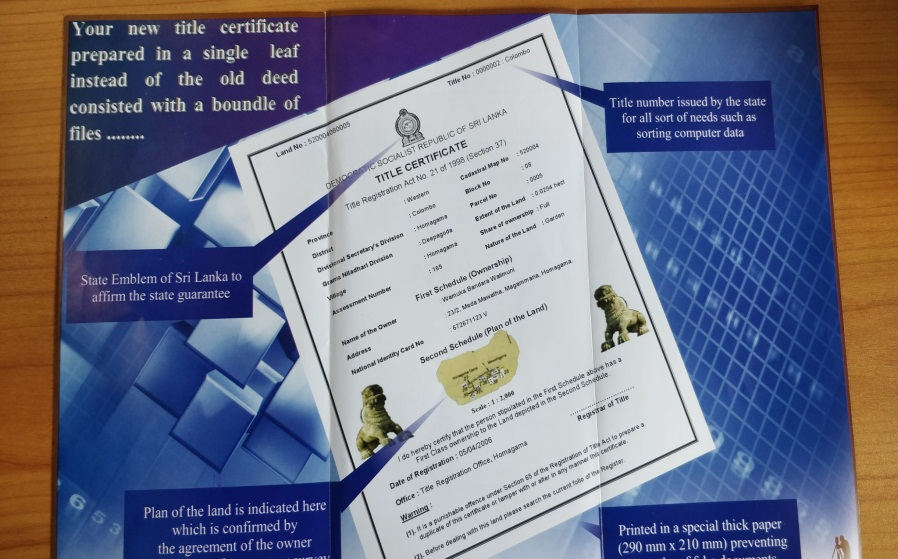 Your new title certificate
prepared in a single leaf
instead of the old deed
consisted with a boundle of
files ........
Title number issued by the state
for all sort of needs such as
sorting computer data
State Emblem of Sri Lanka to
affirm the state guarantee
Land No : 520004060005
Title No : 0000002 : Colombo
DEMOCRATIC SOCIALIST REPUBLIC OF SRI LANKA
TITLE CERTIFICATE
Title Registration Act No. 21 of 1998 (Section 37)
Province : Western
District : Colombo
Divisional Secretary's Division : Homagama
Grama Niladhari Division : Deepagoda
Village : Homagama
Assessment Number : 165
Cadastral Map No : 520004
Block No : 06
Parcel No : 0005
Extent of the Land : 0.0254 hect
Share of ownership : Full
Nature of the Land : Garden
First Schedule (Ownership)
Name of the Owner : Wamuka Bandara Walimuni
Address : 23/2, Meda Mawatha, Magammana, Homagama.
National Identity Card No : 672671123 V
Second Schedule (Plan of the Land)
Scale : 1 : 2,000
I do hereby certify that the person stipulated in the First Schedule above has a
First Class ownership to the Land depicted in the Second Schedule.
Date of Registration : 05/04/2006
Office : Title Registration Office, Homagama
Registrar of Title
Warning :
(1). It is a punishable offence under Section 65 of the Registration of Title Act to prepare a
duplicate of this certificate or tamper with or alter in any manner this certificate.
(2). Before dealing with this land please search the current folio of the Register.
Plan of the land is indicated here
which is confirmed by
the agreement of the owner
Printed in a special thick paper
(290 mm x 210 mm) preventing